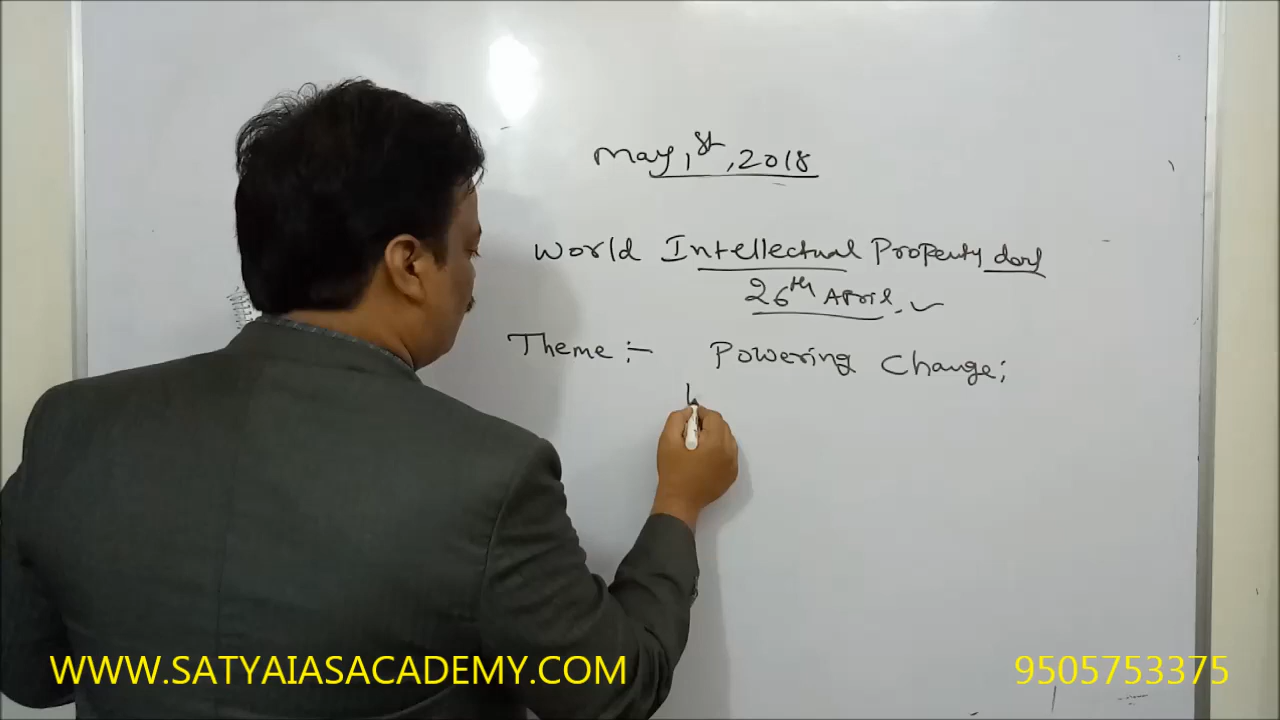 May, 1st, 2018
World Intellectual Property day
26th April.
Theme :- Powering Change;
WWW.SATYAIASACADEMY.COM
9505753375